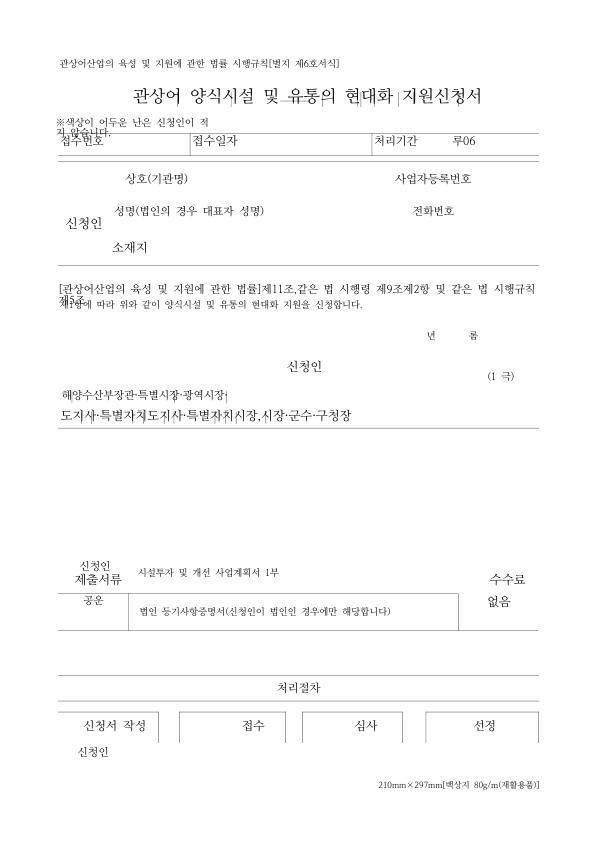 관상어산업의 육성 및 지원에 관한 법률 시행규칙[별지 제6호서식]
관상어 양식시설 및 유통의 현대화 지원신청서
※색상이 어두운 난은 신청인이 적
지 않습니다.
접수번호 접수일자 처리기간 루06
상호(기관명) 사업자등록번호
성명(법인의 경우 대표자 성명) 전화번호
신청인
소재지
[관상어산업의 육성 및 지원에 관한 법률]제11조,같은 법 시행령 제9조제2항 및 같은 법 시행규칙
제5조
제1항에 따라 위와 같이 양식시설 및 유통의 현대화 지원을 신청합니다.
년 롬
신청인
(1 극)
해양수산부장관·특별시장·광역시장·
도지사·특별자치도지사·특별자치시장,시장·군수·구청장
신청인
제출서류 시설투자 및 개선 사업계획서 1부 수수료
공운 없음
법인 등기사항증명서(신청인이 법인인 경우에만 해당합니다)
처리절차
신청서 작성 접수 심사 선정
신청인
210mm×297mm[백상지 80g/m(재활용품)]